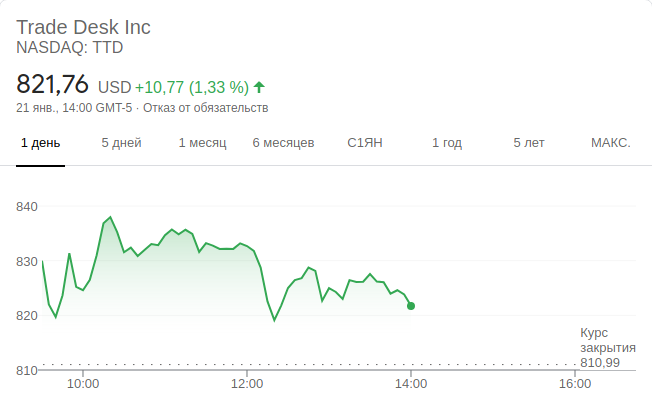 Trade Desk Inc
NASDAQ: TTD
821,76 USD +10,77 (1,33 %)
21 янв., 14:00 GMT-5 · Отказ от обязательств
1 день 5 дней 1 месяц 6 месяцев С1ЯН 1 год 5 лет МАКС.
840
830
820
810
Курс
закрытия
810,99
10:00 12:00 14:00 16:00